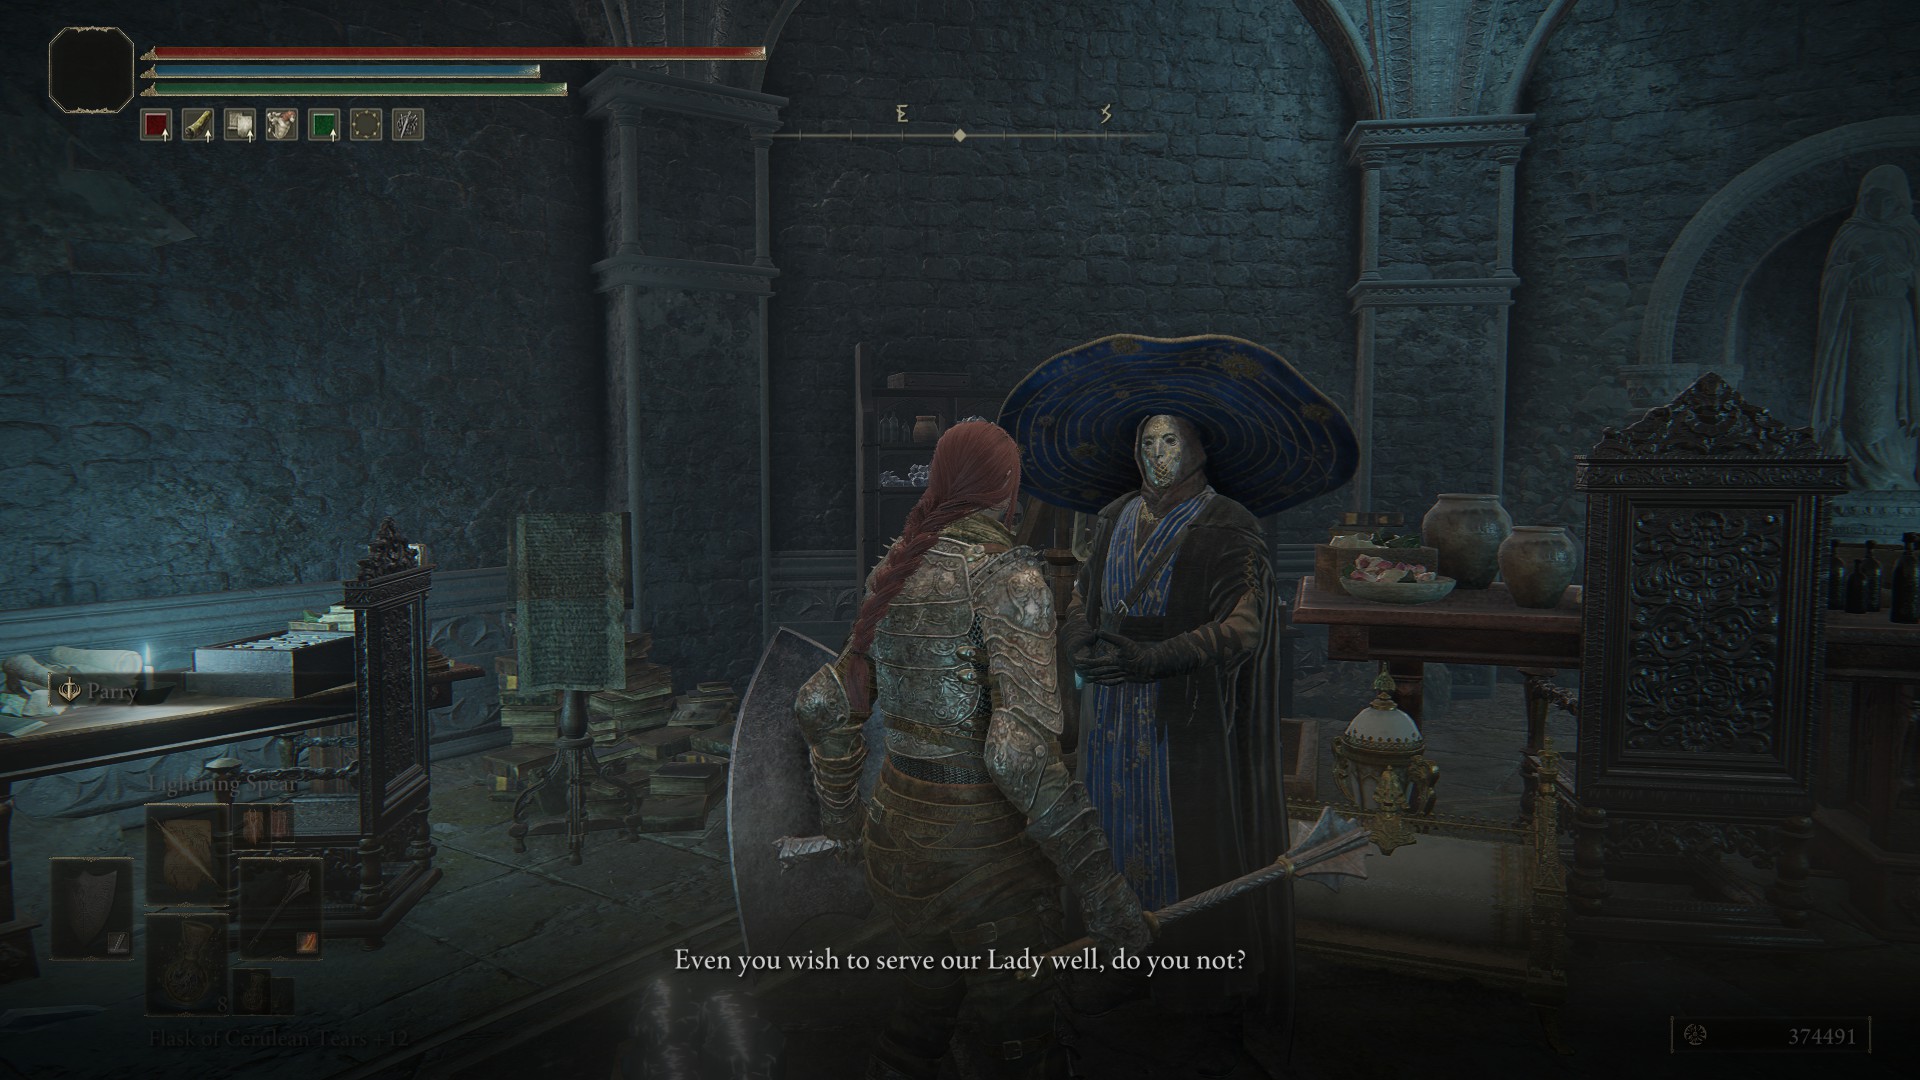 E
S
Parry
Lightning Spear
8
Flask of Cerulean Tears +12
Even you wish to serve our Lady well, do you not?
374491